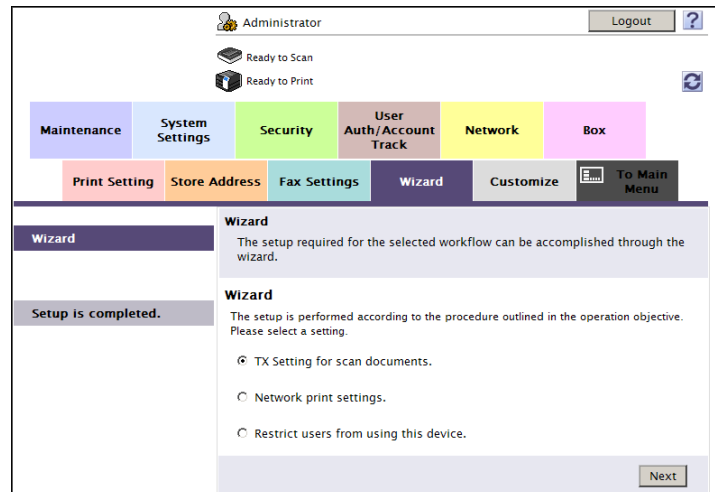 Administrator
Logout
?
Ready to Scan
Ready to Print
Maintenance
System
Settings
Security
User
Auth/Account
Track
Network
Box
Print Setting
Store Address
Fax Settings
Wizard
Customize
To Main
Menu
Wizard
Setup is completed.
Wizard
The setup required for the selected workflow can be accomplished through the
wizard.
Wizard
The setup is performed according to the procedure outlined in the operation objective.
Please select a setting.
TX Setting for scan documents.
Network print settings.
Restrict users from using this device.
Next